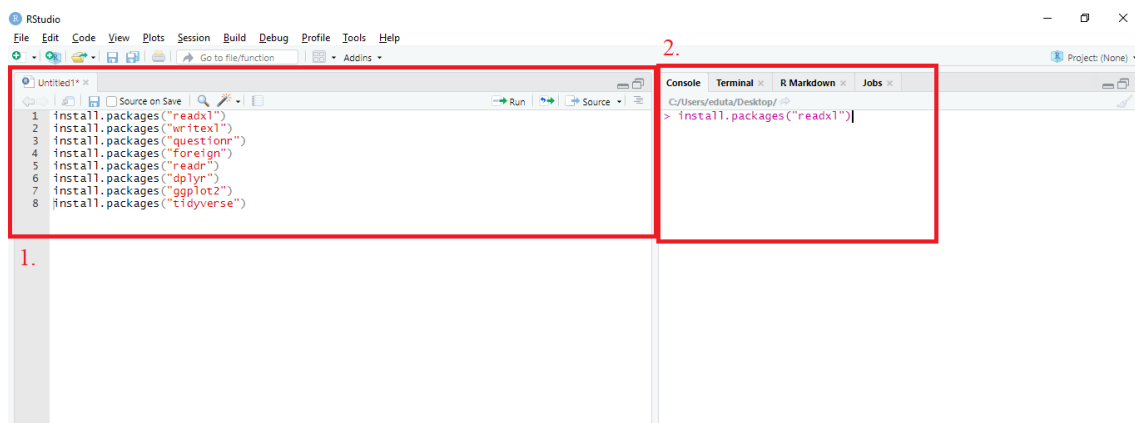 RStudio
File Edit Code View Plots Session Build Debug Profile Tools Help
Go to file/function Addins Project: (None)
1.
Untitled1*
Source on Save Run Source
1 install.packages("readxl")
2 install.packages("writexl")
3 install.packages("questionr")
4 install.packages("foreign")
5 install.packages("readr")
6 install.packages("dplyr")
7 install.packages("ggplot2")
8 install.packages("tidyverse")
2.
Console Terminal R Markdown Jobs
C:/Users/eduta/Desktop/
> install.packages("readxl")